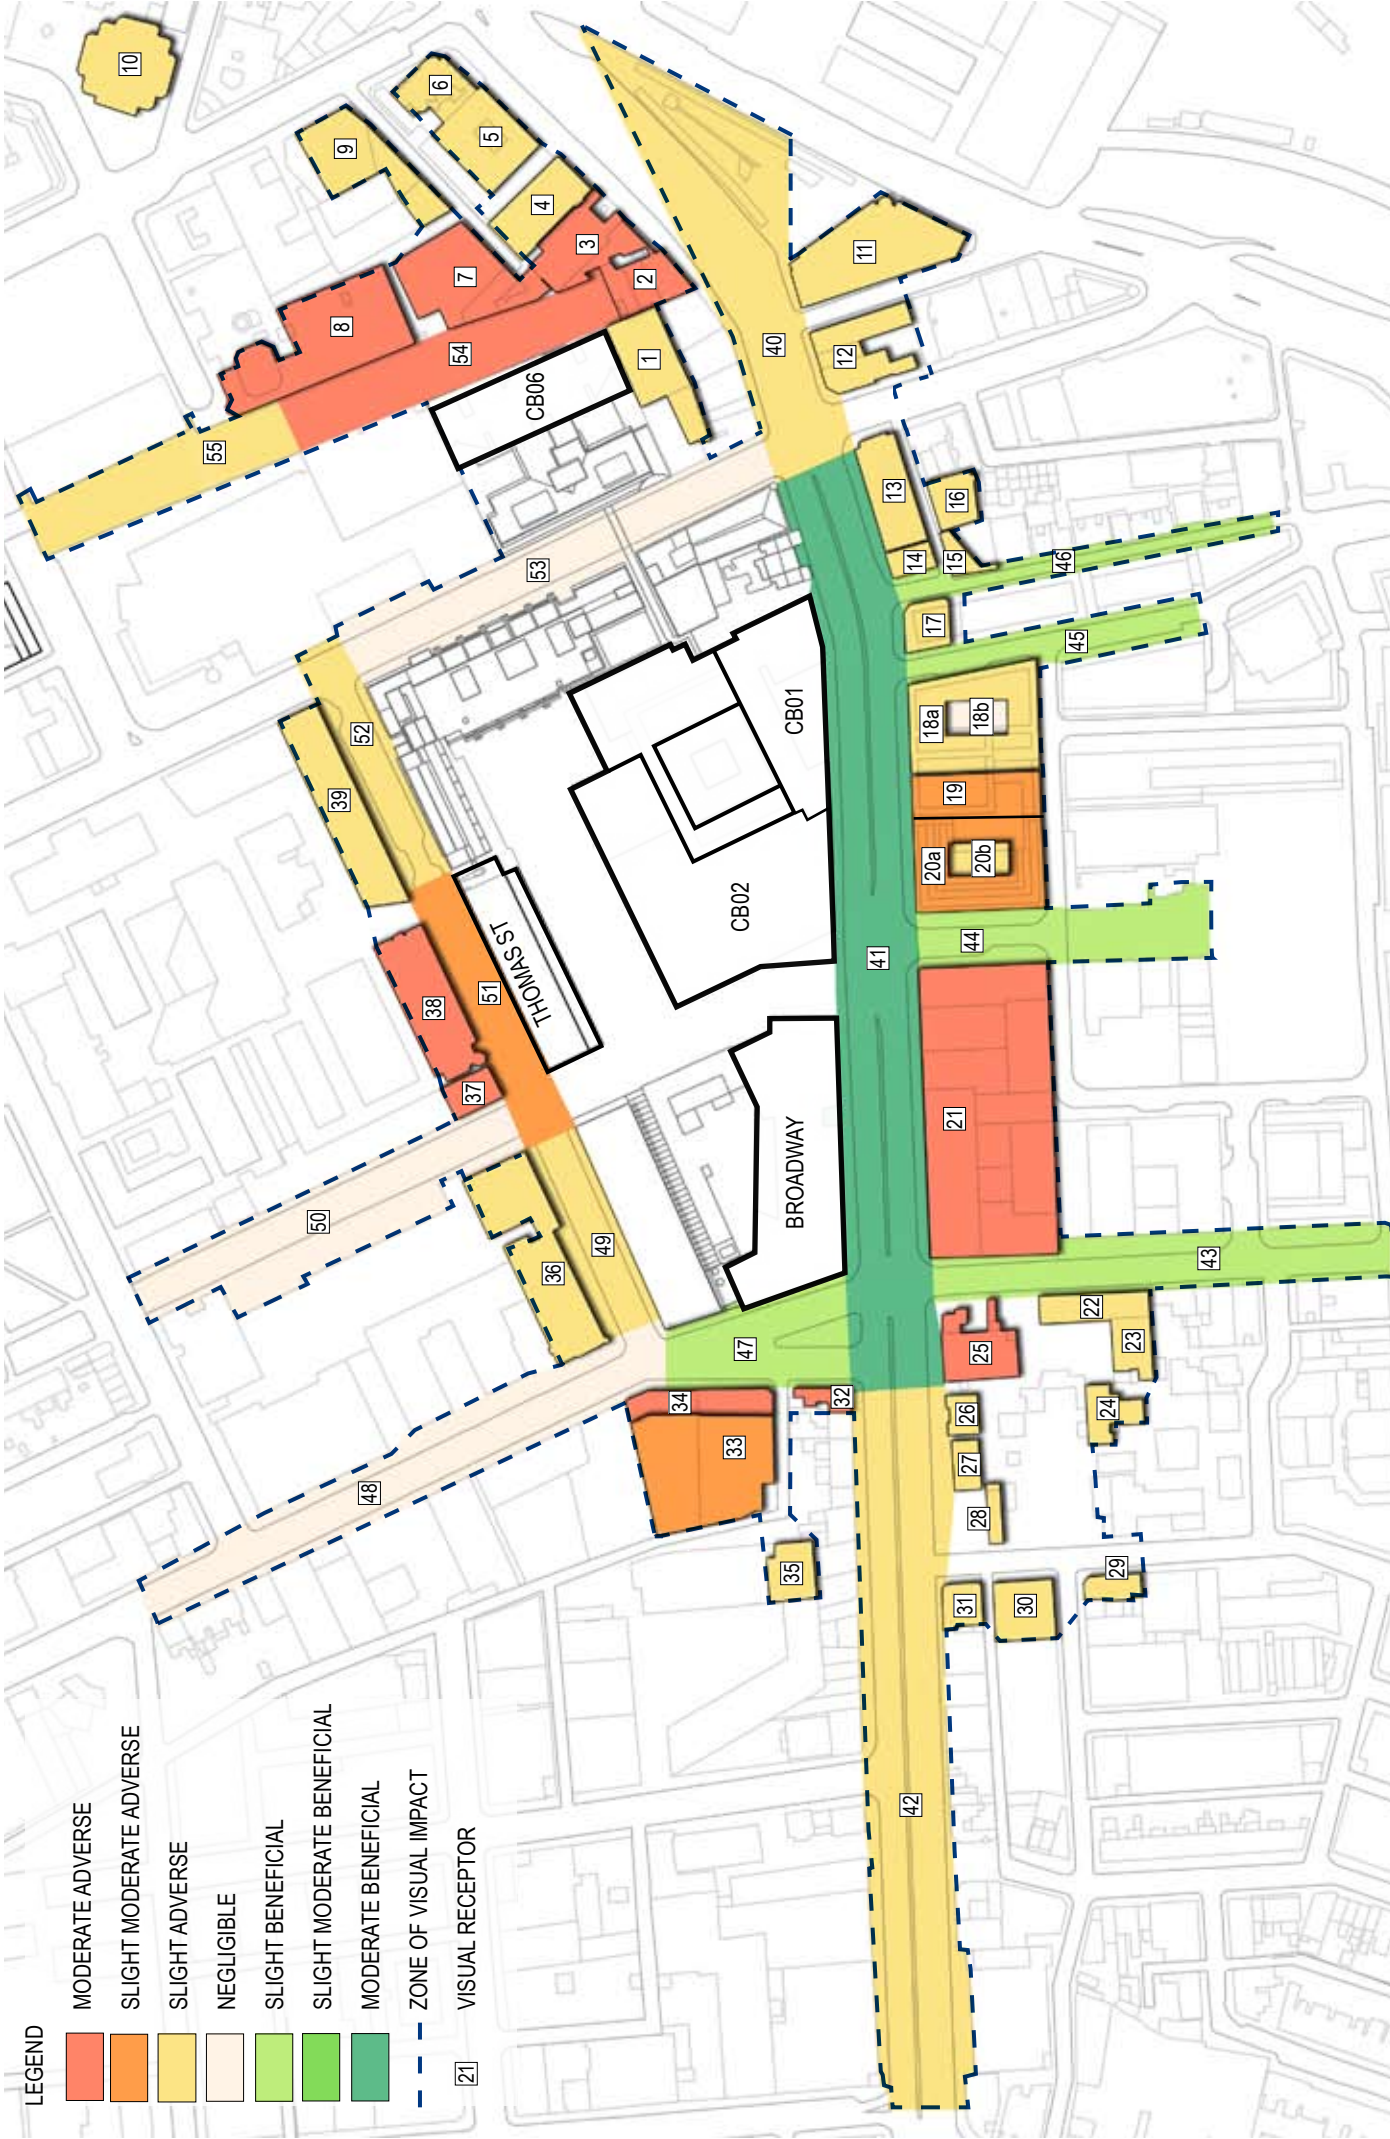 LEGEND
MODERATE ADVERSE
SLIGHT MODERATE ADVERSE
SLIGHT ADVERSE
NEGLIGIBLE
SLIGHT BENEFICIAL
SLIGHT MODERATE BENEFICIAL
MODERATE BENEFICIAL
ZONE OF VISUAL IMPACT
21 VISUAL RECEPTOR
CB06
CB01
CB02
THOMAS ST
BROADWAY
1
2
3
4
5
6
7
8
9
10
11
12
13
14
15
16
17
18a
18b
19
20a
20b
21
22
23
24
25
26
27
28
29
30
31
32
33
34
35
36
37
38
39
40
41
42
43
44
45
46
47
48
49
50
51
52
53
54
55